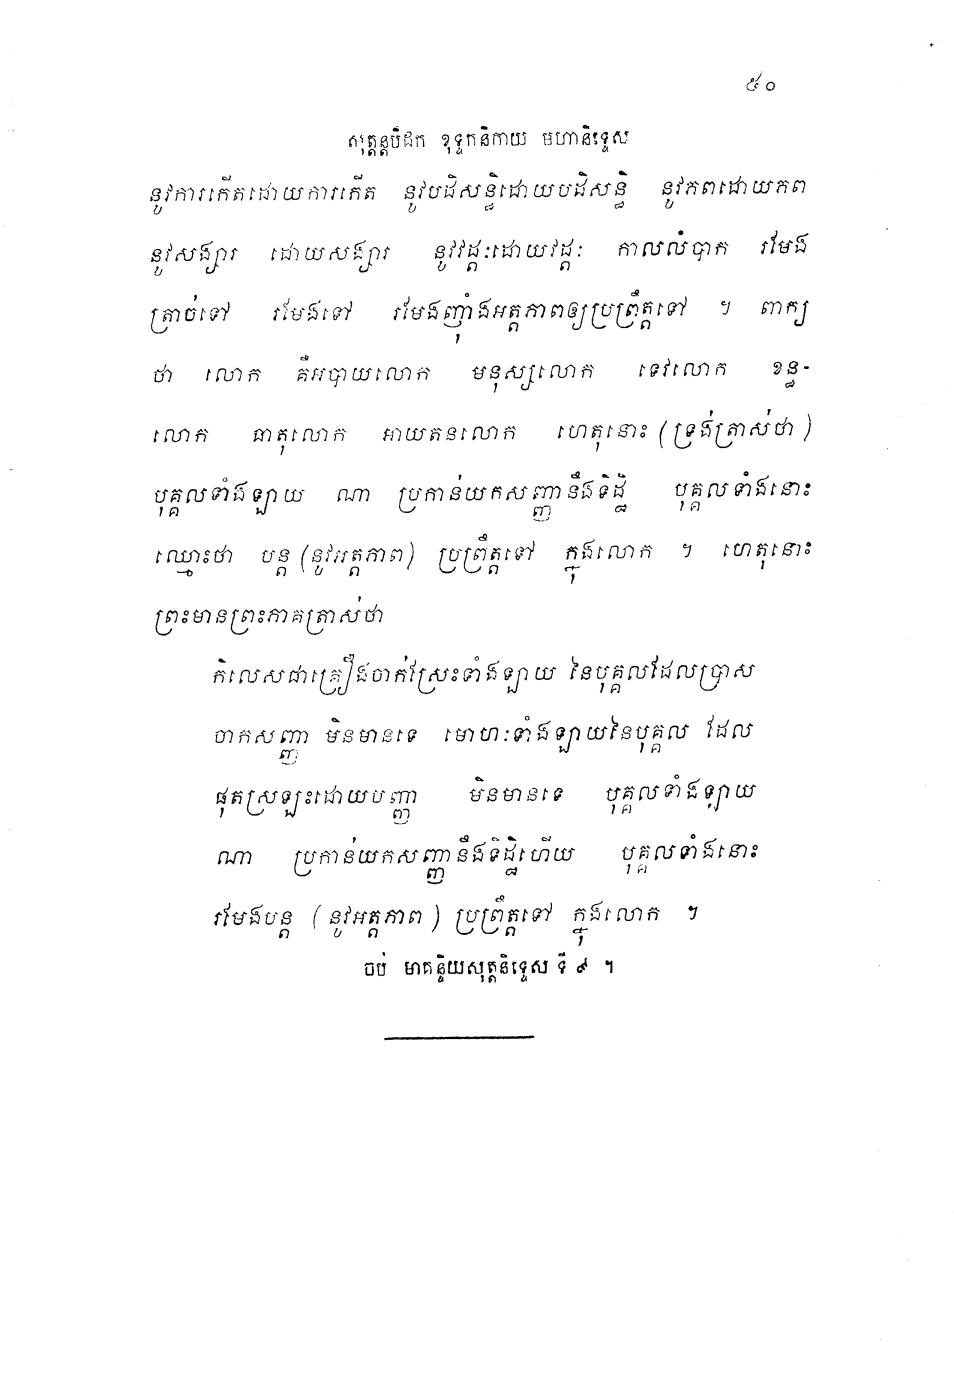 ៥០
សុត្តន្តបិដក ខុទ្ទកនិកាយ មហានិទ្ទេស
នូវការកើតដោយការកើត នូវបដិសន្ធិដោយបដិសន្ធិ នូវភពដោយភព
នូវសង្សារ ដោយសង្សារ នូវវដ្តៈដោយវដ្តៈ កាលលំបាក រមែង
ត្រាច់ទៅ រមែងទៅ រមែងញ៉ាំងអត្តភាពឲ្យប្រព្រឹត្តទៅ ។ ពាក្យ
ថា លោក គឺអបាយលោក មនុស្សលោក ទេវលោក ខន្ធ-
លោក ធាតុលោក អាយតនលោក ហេតុនោះ (ទ្រង់ត្រាស់ថា)
បុគ្គលទាំងឡាយ ណា ប្រកាន់យកសញ្ញានឹងទិដ្ឋិ បុគ្គលទាំងនោះ
ឈ្មោះថា បន្ត (នូវអត្តភាព) ប្រព្រឹត្តទៅ ក្នុងលោក ។ ហេតុនោះ
ព្រះមានព្រះភាគត្រាស់ថា
កិលេសជាគ្រឿងចាក់ស្រែះទាំងឡាយ នៃបុគ្គលដែលប្រាស
ចាកសញ្ញា មិនមានទេ មោហៈទាំងឡាយនៃបុគ្គល ដែល
ផុតស្រឡះដោយបញ្ញា មិនមានទេ បុគ្គលទាំងឡាយ
ណា ប្រកាន់យកសញ្ញានឹងទិដ្ឋិហើយ បុគ្គលទាំងនោះ
រមែងបន្ត (នូវអត្តភាព) ប្រព្រឹត្តទៅ ក្នុងលោក ។
ចប់ មាគន្ទិយសុត្តនិទ្ទេស ទី ៩ ។